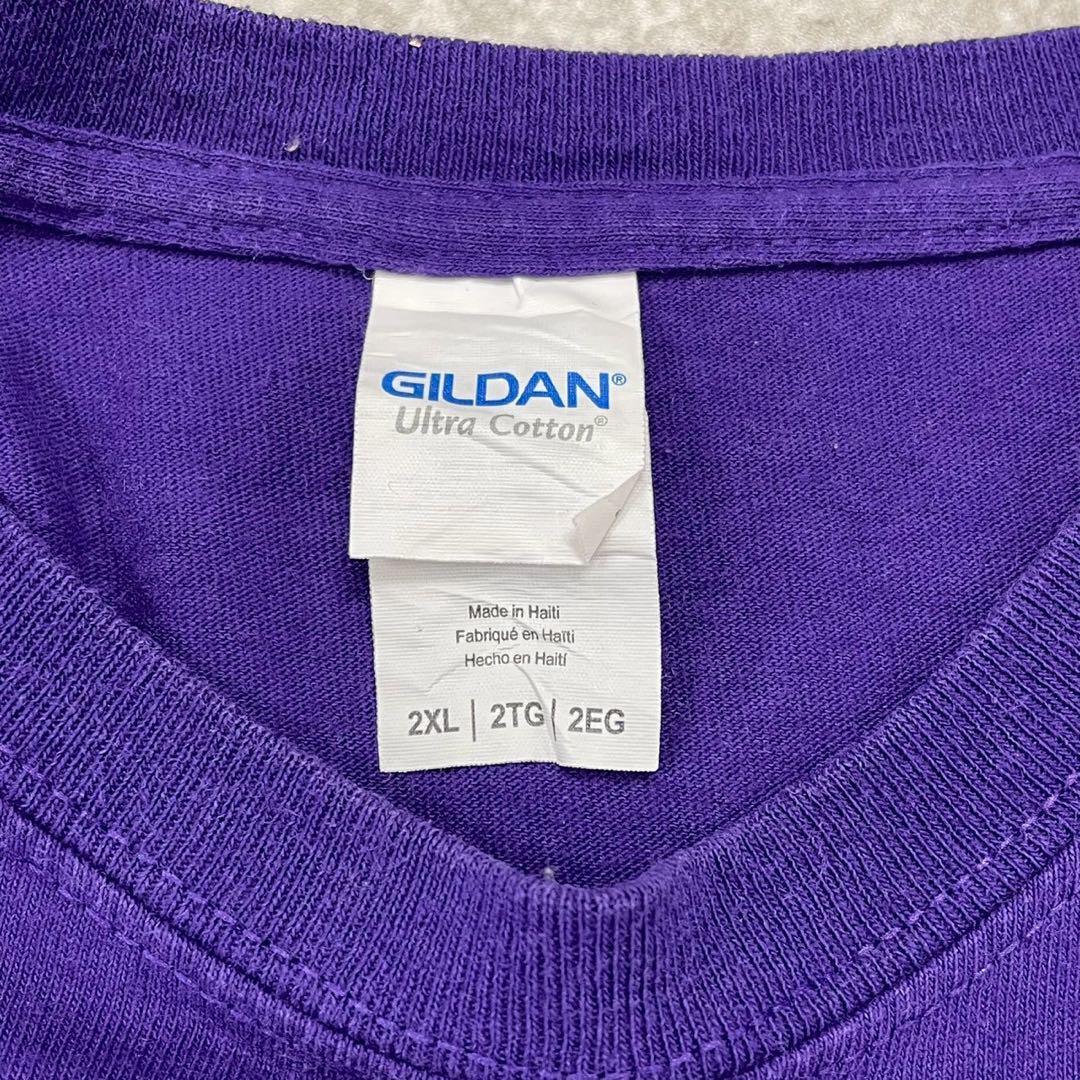 GILDAN®
Ultra Cotton®
Made in Haiti
Fabriqué en Haïti
Hecho en Haití
2XL | 2TG | 2EG